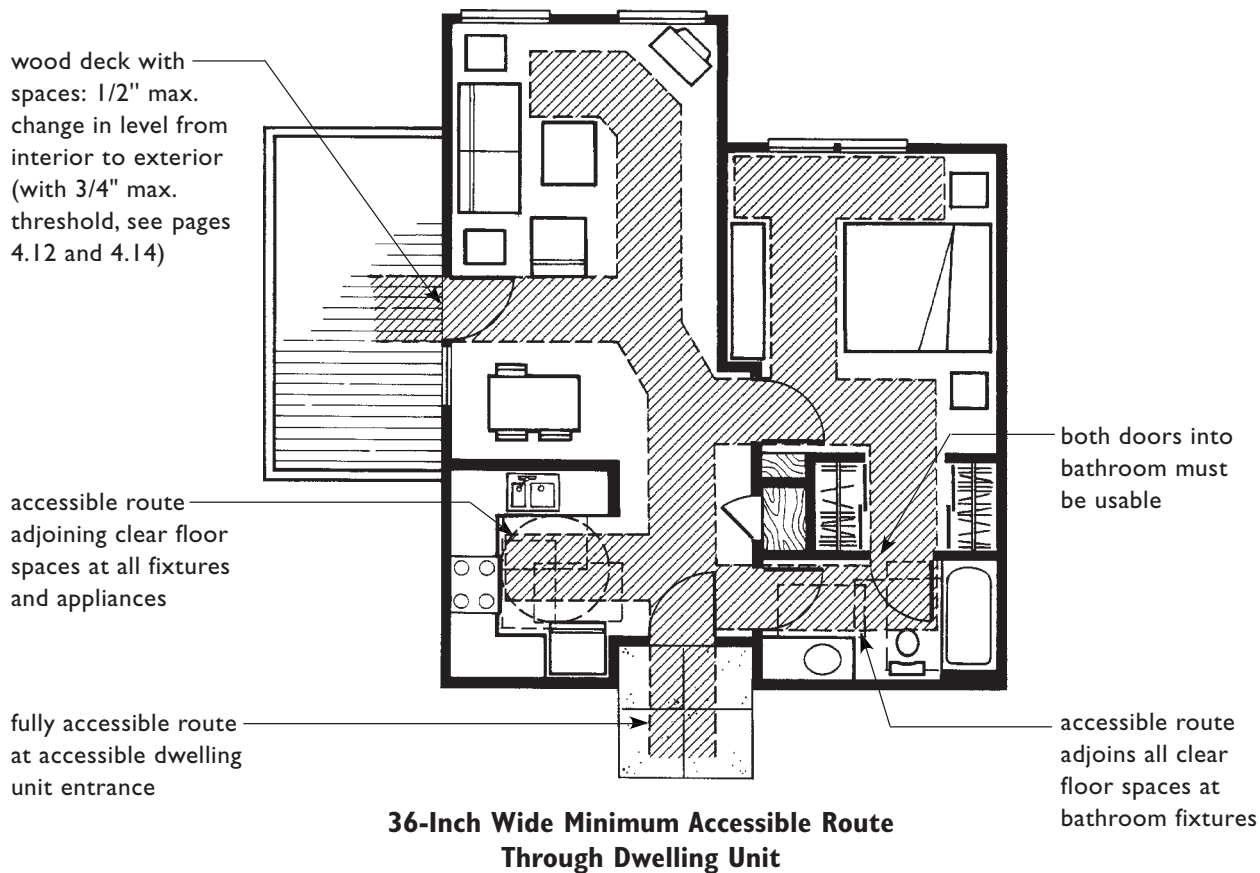 wood deck with
spaces: 1/2" max.
change in level from
interior to exterior
(with 3/4" max.
threshold, see pages
4.12 and 4.14)
both doors into
bathroom must
be usable
accessible route
adjoining clear floor
spaces at all fixtures
and appliances
fully accessible route
at accessible dwelling
unit entrance
accessible route
adjoins all clear
floor spaces at
bathroom fixtures
36-Inch Wide Minimum Accessible Route
Through Dwelling Unit